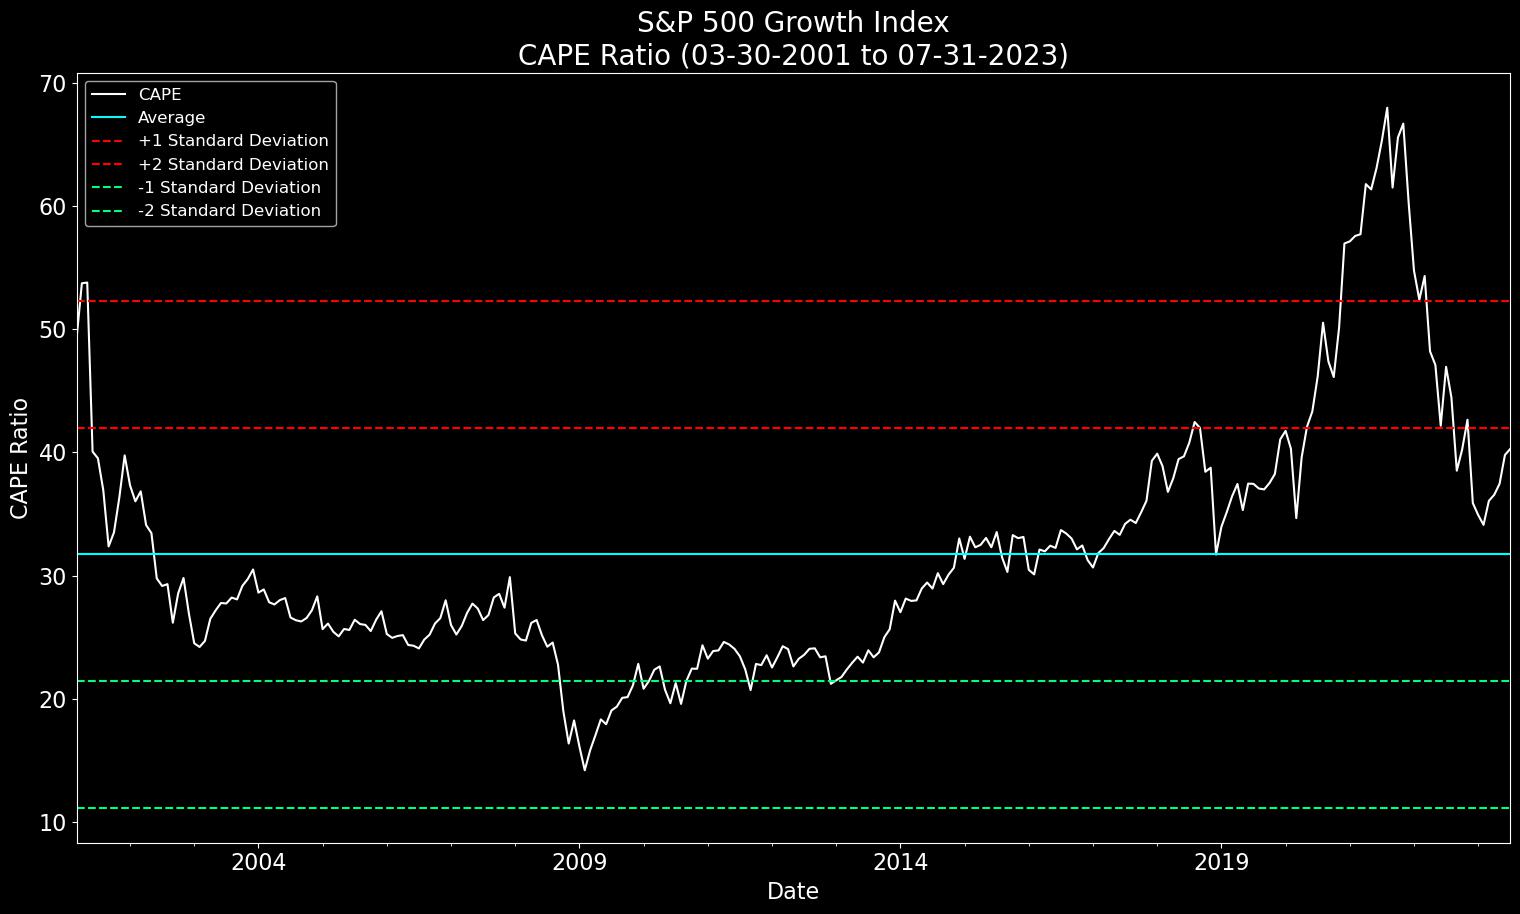 S&P 500 Growth Index
CAPE Ratio (03-30-2001 to 07-31-2023)
70
60
50
40
30
20
10
CAPE Ratio
CAPE
Average
+1 Standard Deviation
+2 Standard Deviation
-1 Standard Deviation
-2 Standard Deviation
2004 2009 2014 2019
Date